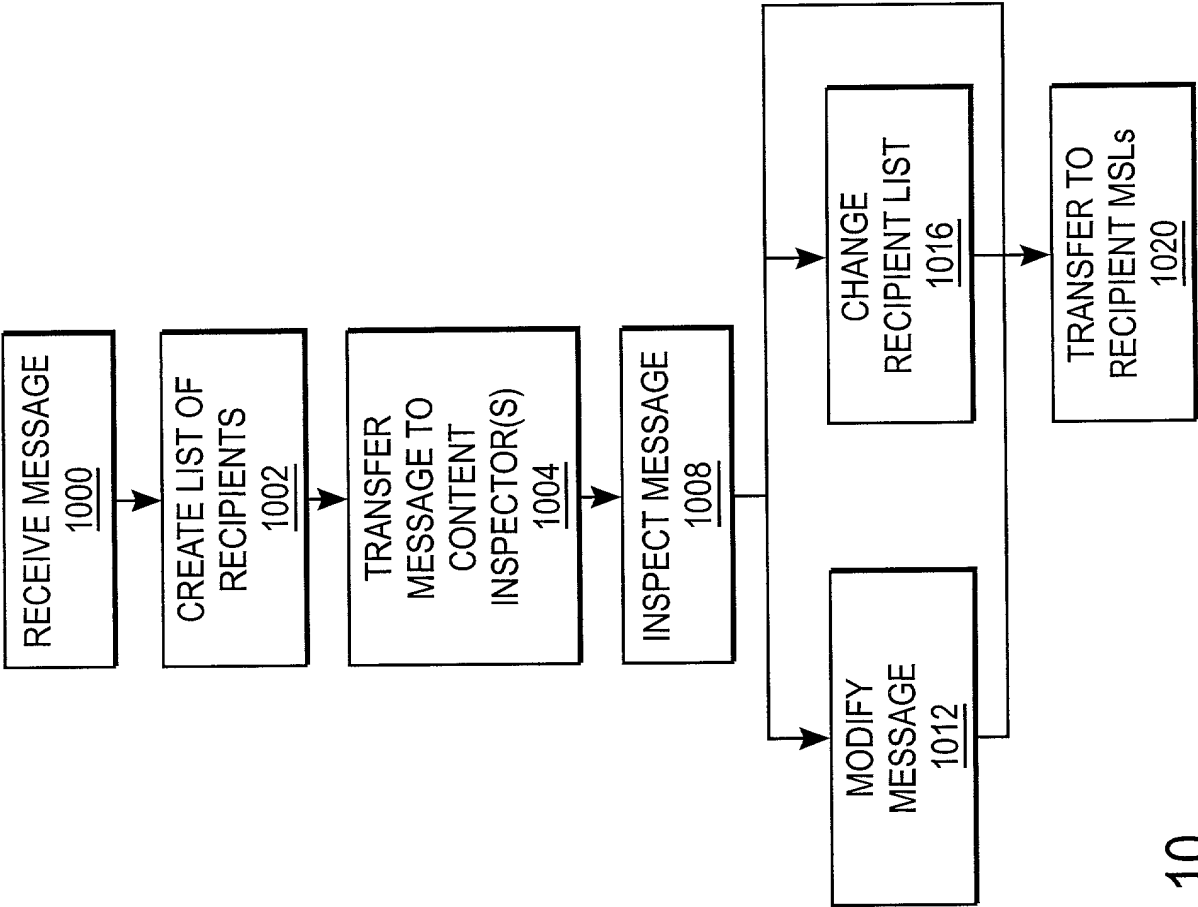 RECEIVE MESSAGE
1000
CREATE LIST OF
RECIPIENTS
1002
TRANSFER
MESSAGE TO
CONTENT
INSPECTOR(S)
1004
INSPECT MESSAGE
1008
MODIFY
MESSAGE
1012
CHANGE
RECIPIENT LIST
1016
TRANSFER TO
RECIPIENT MSLs
1020
10